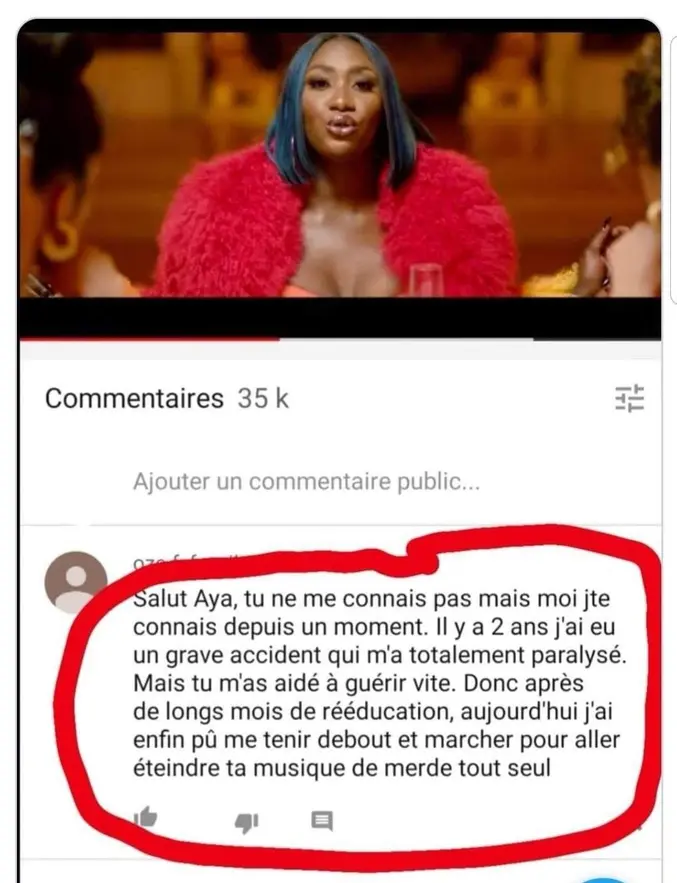 Commentaires 35 k
Ajouter un commentaire public...
Salut Aya, tu ne me connais pas mais moi jte
connais depuis un moment. Il y a 2 ans j'ai eu
un grave accident qui m'a totalement paralysé.
Mais tu m'as aidé à guérir vite. Donc après
de longs mois de rééducation, aujourd'hui j'ai
enfin pû me tenir debout et marcher pour aller
éteindre ta musique de merde tout seul